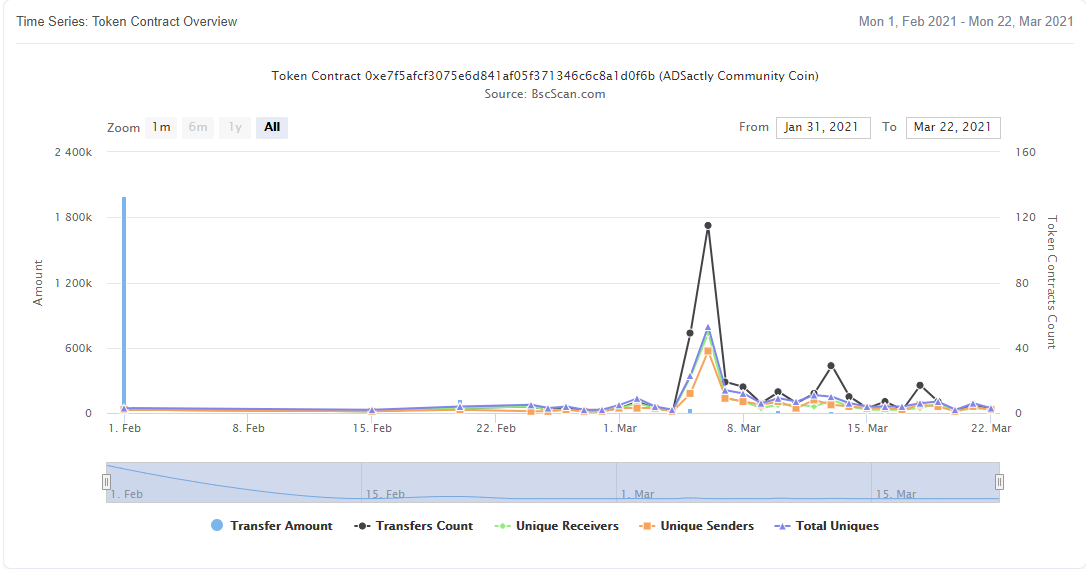 Time Series: Token Contract Overview
Mon 1, Feb 2021 - Mon 22, Mar 2021
Token Contract 0xe7f5afcf3075e6d841af05f371346c6c8a1d0f6b (ADSactly Community Coin)
Source: BscScan.com
Zoom 1m 6m 1y All
From Jan 31, 2021 To Mar 22, 2021
2 400k
1 800k
1 200k
600k
0
Amount
160
120
80
40
0
Token Contracts Count
1. Feb 8. Feb 15. Feb 22. Feb 1. Mar 8. Mar 15. Mar 22. Mar
1. Feb 15. Feb 1. Mar 15. Mar
Transfer Amount Transfers Count Unique Receivers Unique Senders Total Uniques